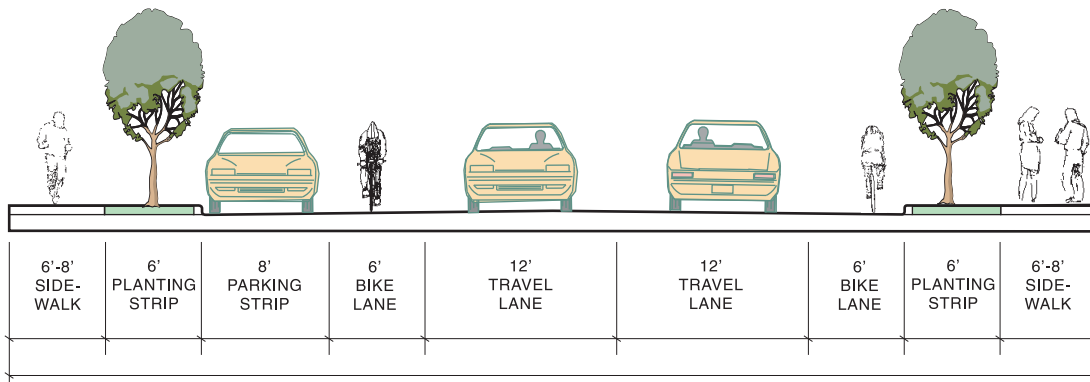 6’-8’
SIDE-
WALK
6’
PLANTING
STRIP
8’
PARKING
STRIP
6’
BIKE
LANE
12’
TRAVEL
LANE
12’
TRAVEL
LANE
6’
BIKE
LANE
6’
PLANTING
STRIP
6’-8’
SIDE-
WALK